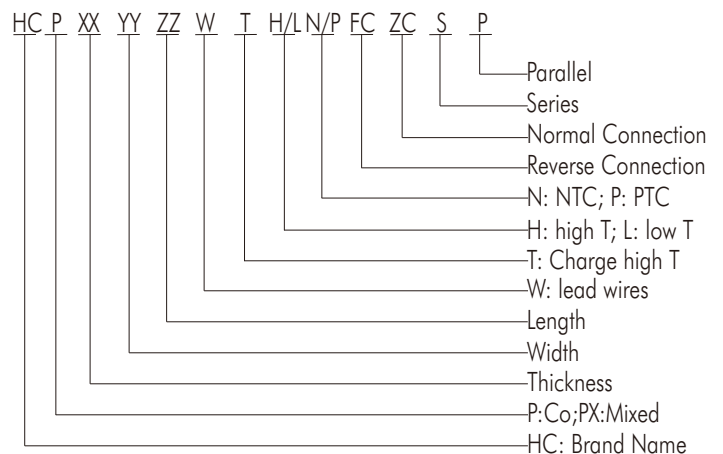 HC P XX YY ZZ W T H/L N/P FC ZC S P
Parallel
Series
Normal Connection
Reverse Connection
N: NTC; P: PTC
H: high T; L: low T
T: Charge high T
W: lead wires
Length
Width
Thickness
P:Co;PX:Mixed
HC: Brand Name